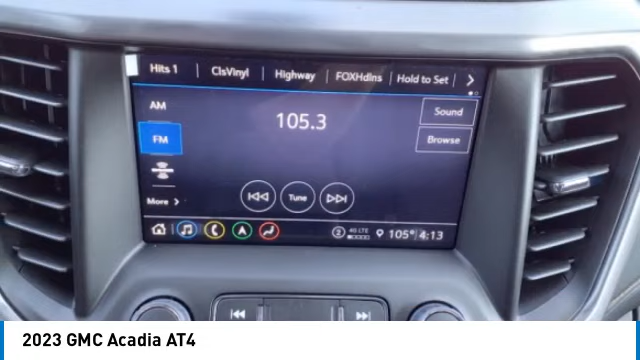 Hits 1 ClsVinyl Highway FOXHdlns Hold to Set
AM 105.3 Sound
FM Browse
More Tune
2 4G LTE 105° 4:13
2023 GMC Acadia AT4